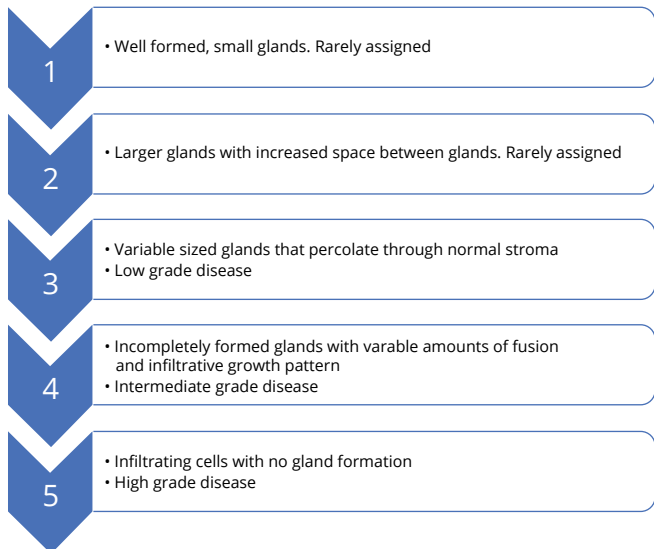 1
• Well formed, small glands. Rarely assigned
2
• Larger glands with increased space between glands. Rarely assigned
3
• Variable sized glands that percolate through normal stroma
• Low grade disease
4
• Incompletely formed glands with varable amounts of fusion
and infiltrative growth pattern
• Intermediate grade disease
5
• Infiltrating cells with no gland formation
• High grade disease